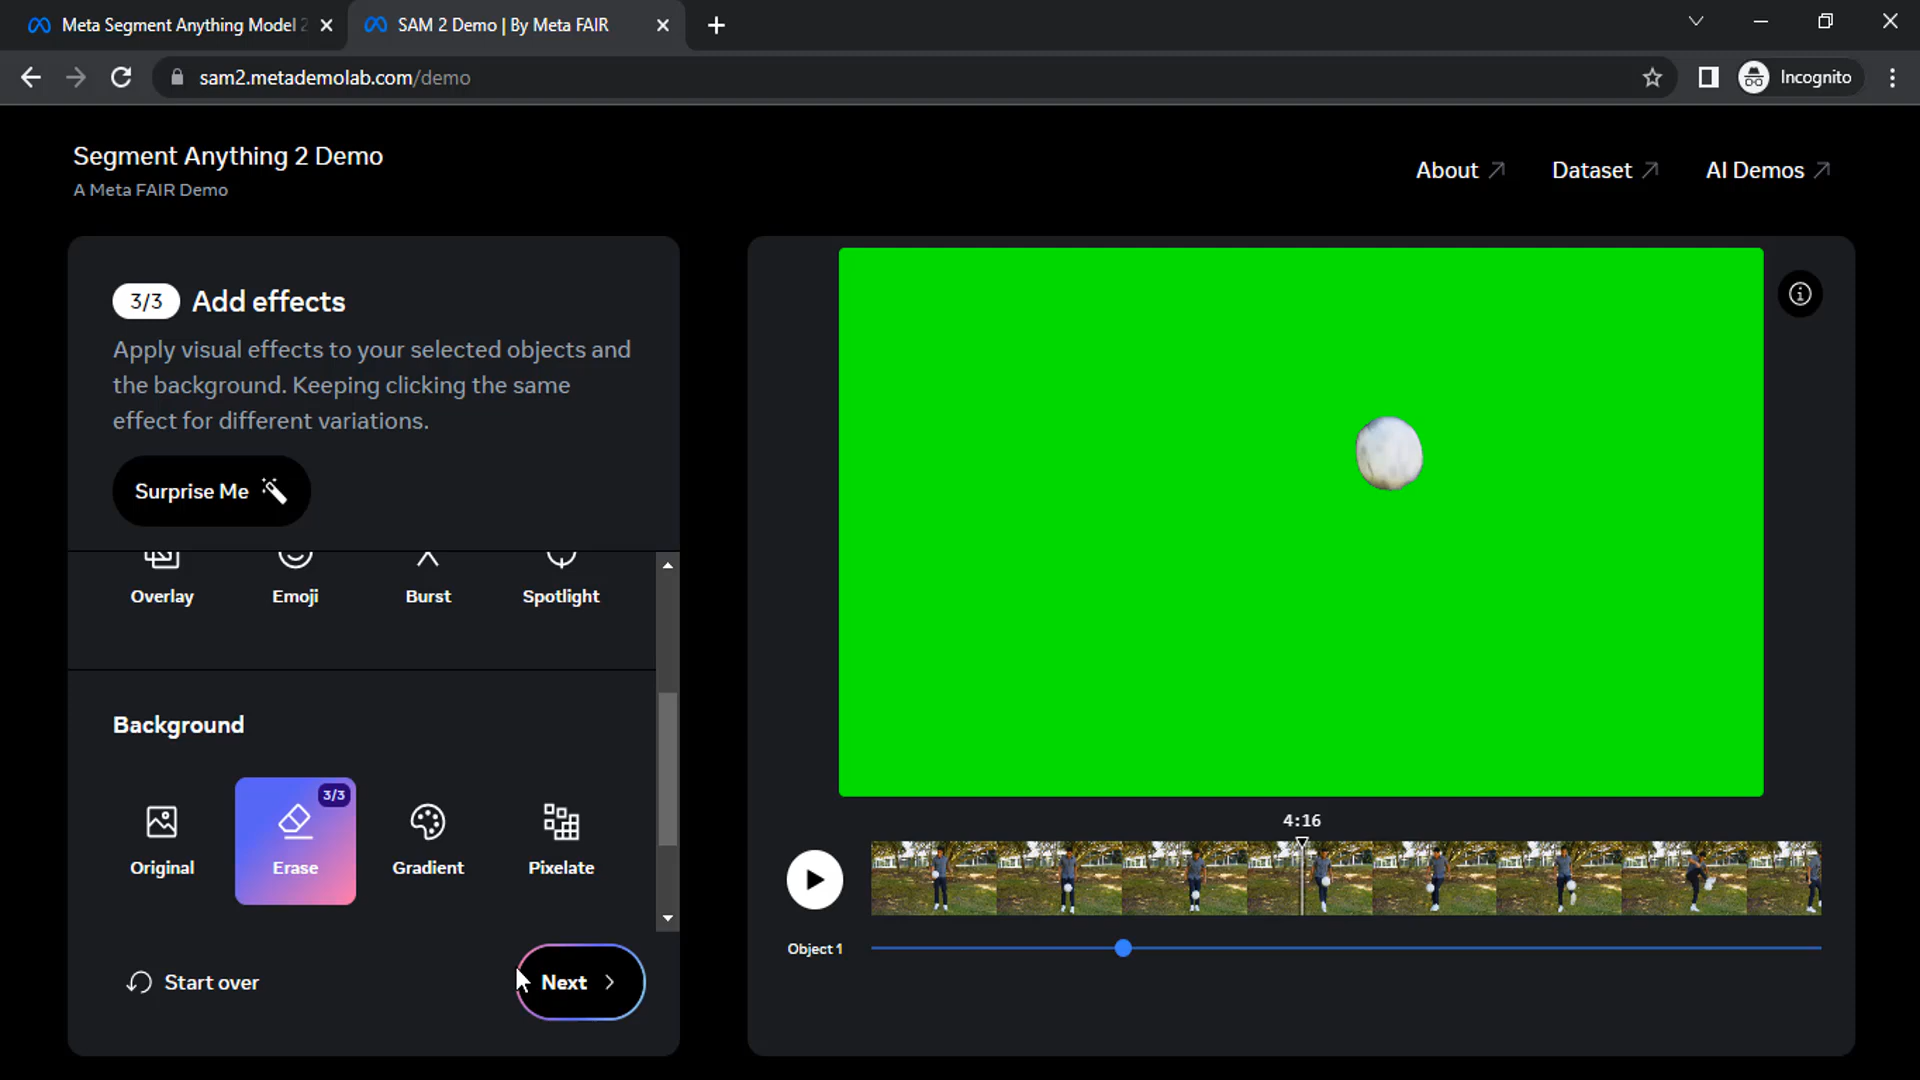 Meta Segment Anything Model 2
SAM 2 Demo | By Meta FAIR
sam2.metademolab.com/demo
Incognito
Segment Anything 2 Demo
A Meta FAIR Demo
About
Dataset
AI Demos
3/3 Add effects
Apply visual effects to your selected objects and
the background. Keeping clicking the same
effect for different variations.
Surprise Me
Overlay
Emoji
Burst
Spotlight
Background
3/3
Original
Erase
Gradient
Pixelate
4:16
Object 1
Start over
Next